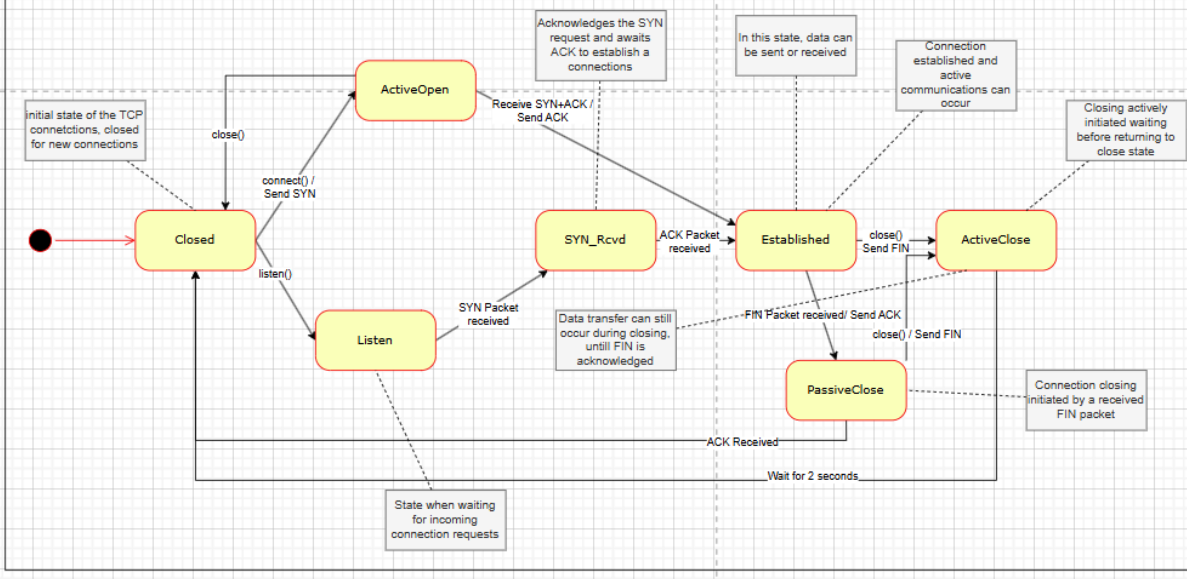 Acknowledges the SYN
request and awaits
ACK to establish a
connections
In this state, data can
be sent or received
Connection
established and
active
communications can
occur
initial state of the TCP
connetctions, closed
for new connections
ActiveOpen
Receive SYN+ACK /
Send ACK
Closing actively
initiated waiting
before returning to
close state
close()
connect() /
Send SYN
Closed
SYN_Rcvd
ACK Packet
received
Established
close()
Send FIN
ActiveClose
listen()
SYN Packet
received
Listen
Data transfer can still
occur during closing,
untill FIN is
acknowledged
FIN Packet received/ Send ACK
close() / Send FIN
PassiveClose
Connection closing
initiated by a received
FIN packet
ACK Received
Wait for 2 seconds
State when waiting
for incoming
connection requests